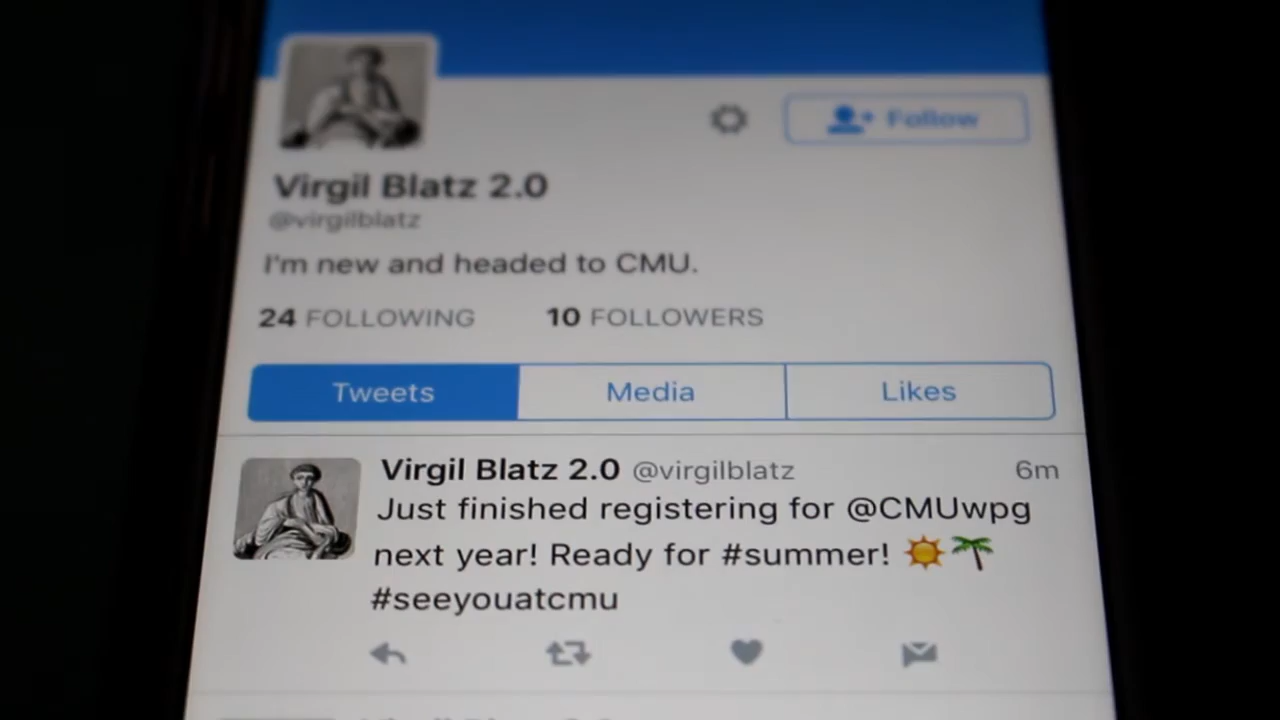 Follow
Virgil Blatz 2.0
@virgilblatz
I'm new and headed to CMU.
24 FOLLOWING 10 FOLLOWERS
Tweets Media Likes
Virgil Blatz 2.0 @virgilblatz 6m
Just finished registering for @CMUwpg
next year! Ready for #summer! ☀️🌴
#seeyouatcmu